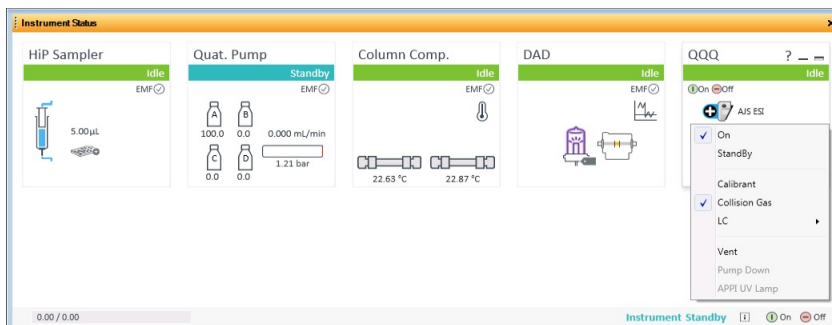 Instrument Status
HiP Sampler
Idle
EMF
5.00 µL
Quat. Pump
Standby
EMF
A
B
100.0
0.0
0.000 mL/min
C
D
1.21 bar
0.0
0.0
Column Comp.
Idle
EMF
22.63 °C
22.87 °C
DAD
Idle
EMF
QQQ
?
Idle
On
Off
AJS ESI
On
StandBy
Calibrant
Collision Gas
LC
Vent
Pump Down
APPI UV Lamp
0.00 / 0.00
Instrument Standby
i
On
Off